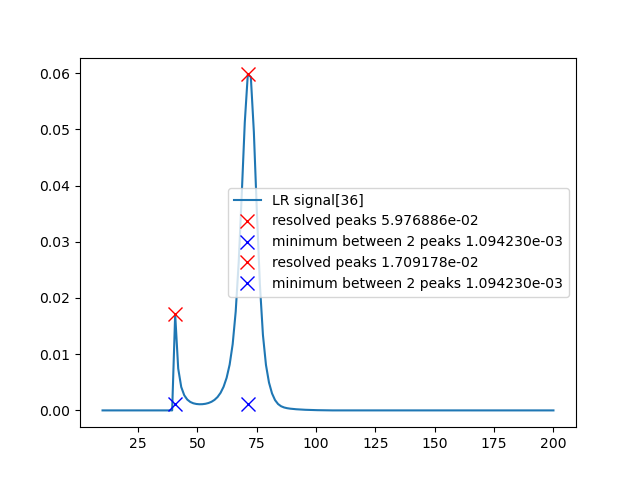 0.06
0.05
0.04
0.03
0.02
0.01
0.00
LR signal[36]
resolved peaks 5.976886e-02
minimum between 2 peaks 1.094230e-03
resolved peaks 1.709178e-02
minimum between 2 peaks 1.094230e-03
25 50 75 100 125 150 175 200